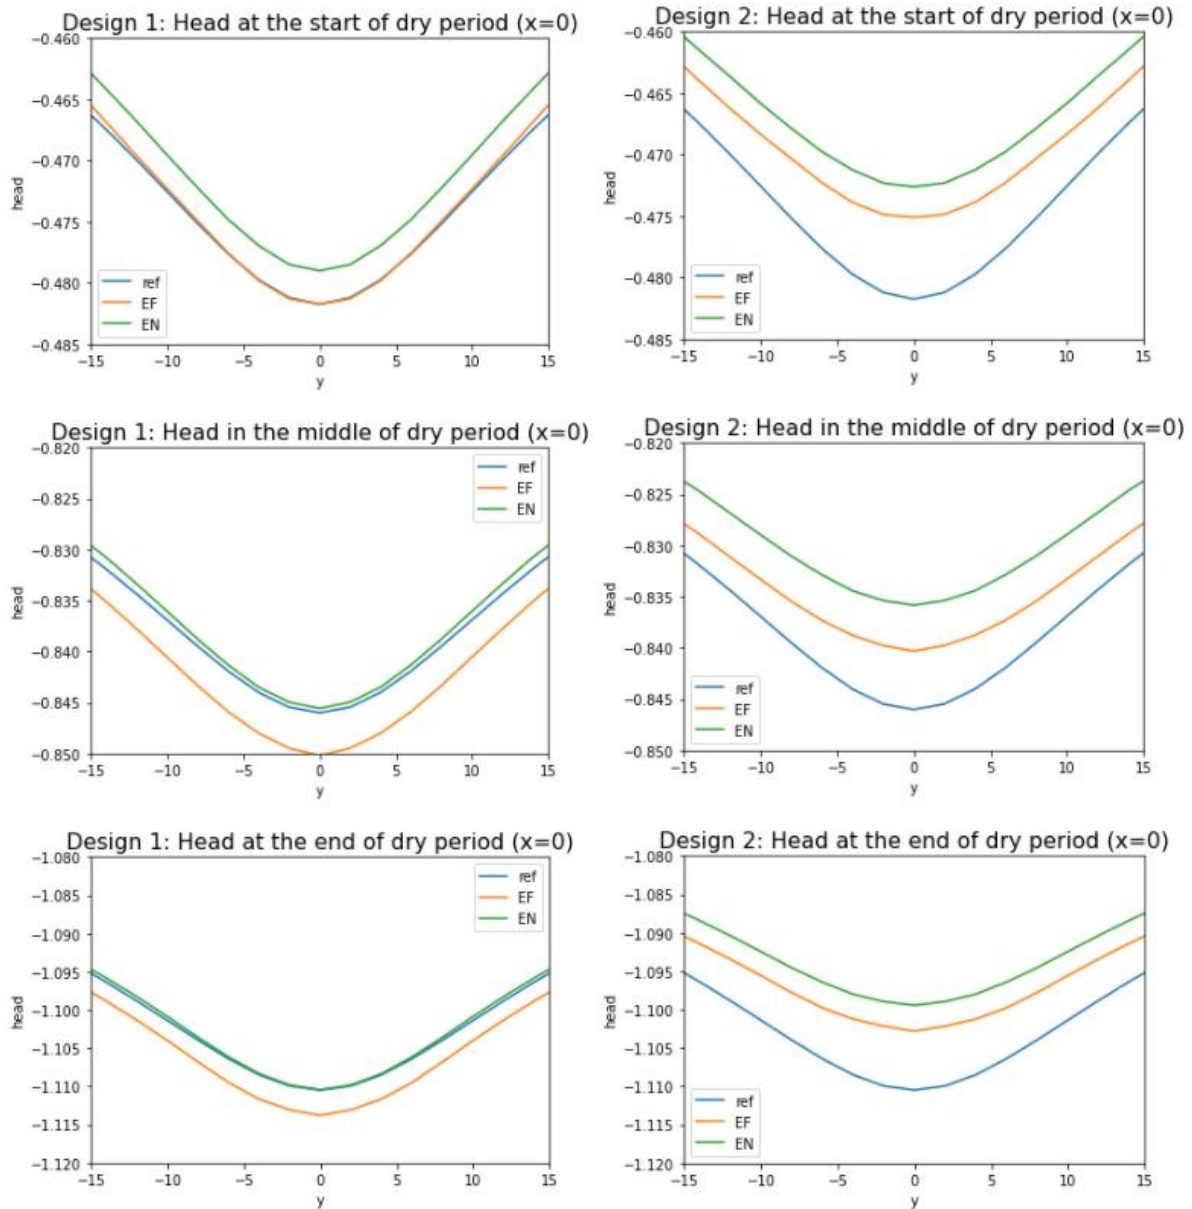 Design 1: Head at the start of dry period (x=0)
−0.460
−0.465
−0.470
−0.475
−0.480
−0.485
head
ref
EF
EN
−15 −10 −5 0 5 10 15
y
Design 2: Head at the start of dry period (x=0)
−0.460
−0.465
−0.470
−0.475
−0.480
−0.485
head
ref
EF
EN
−15 −10 −5 0 5 10 15
y
Design 1: Head in the middle of dry period (x=0)
−0.820
−0.825
−0.830
−0.835
−0.840
−0.845
−0.850
head
ref
EF
EN
−15 −10 −5 0 5 10 15
y
Design 2: Head in the middle of dry period (x=0)
−0.820
−0.825
−0.830
−0.835
−0.840
−0.845
−0.850
head
ref
EF
EN
−15 −10 −5 0 5 10 15
y
Design 1: Head at the end of dry period (x=0)
−1.080
−1.085
−1.090
−1.095
−1.100
−1.105
−1.110
−1.115
−1.120
head
ref
EF
EN
−15 −10 −5 0 5 10 15
y
Design 2: Head at the end of dry period (x=0)
−1.080
−1.085
−1.090
−1.095
−1.100
−1.105
−1.110
−1.115
−1.120
head
ref
EF
EN
−15 −10 −5 0 5 10 15
y